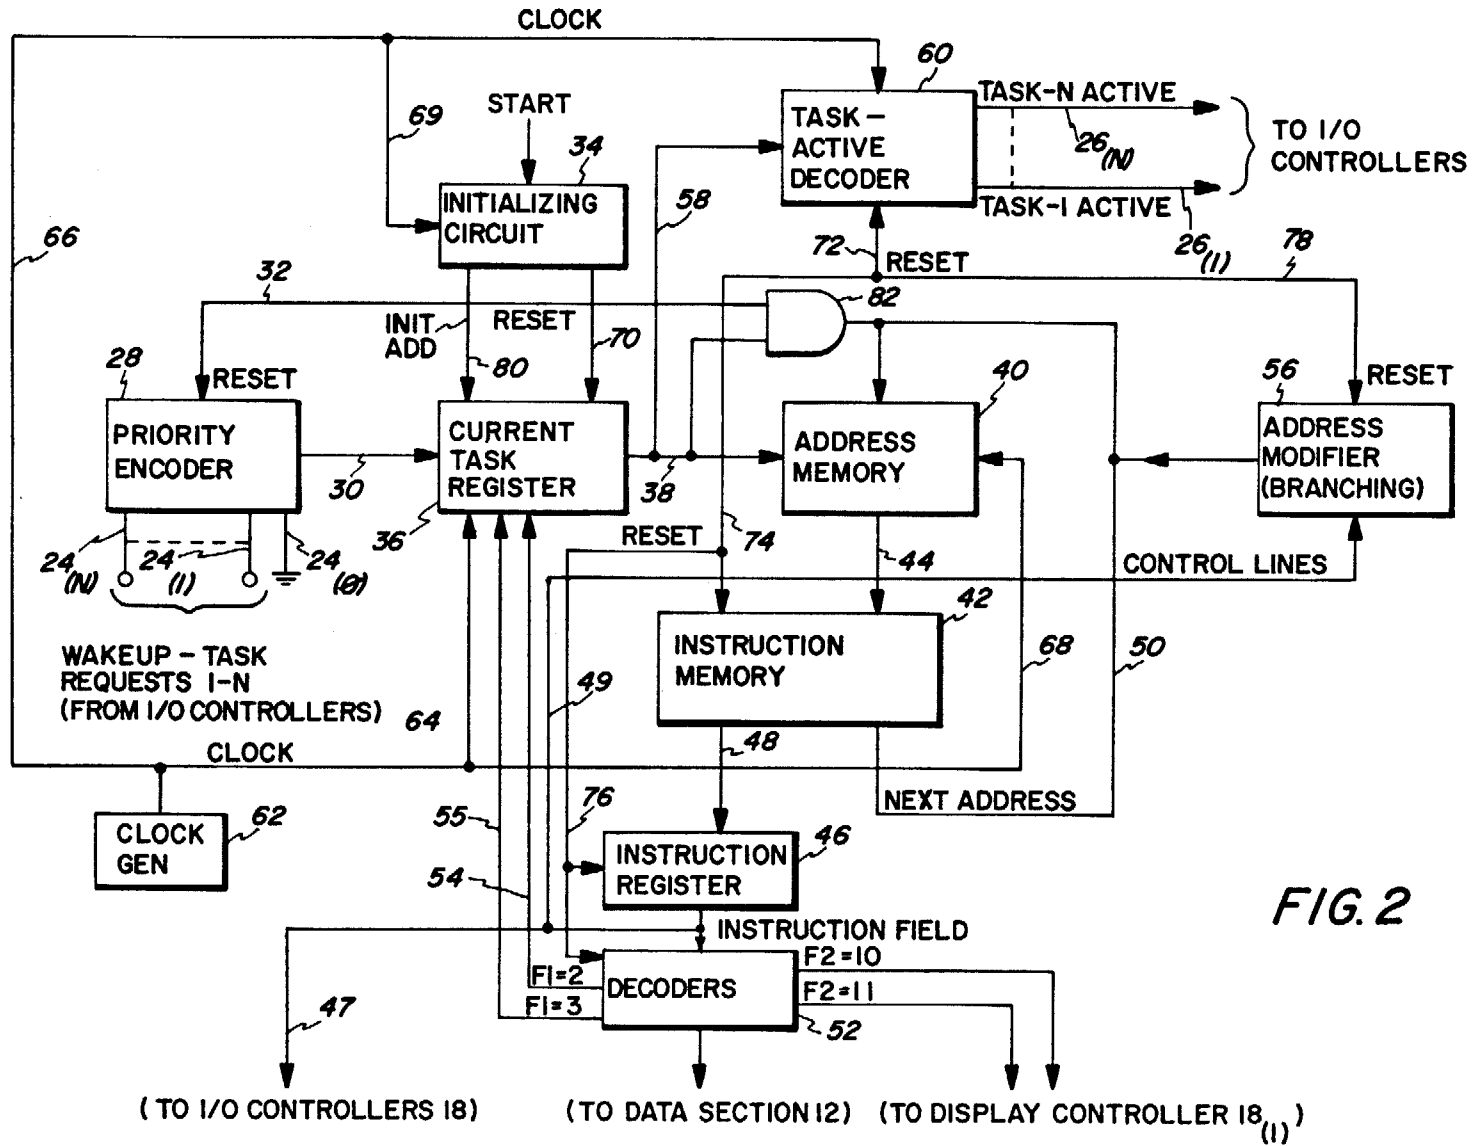 CLOCK
60
TASK-N ACTIVE
START
69
34
TASK-
ACTIVE
DECODER
26(N)
TO I/O
CONTROLLERS
INITIALIZING
CIRCUIT
58
TASK-1 ACTIVE
66
72
RESET
26(1)
78
32
82
INIT
ADD
RESET
70
28
RESET
80
40
56
RESET
PRIORITY
ENCODER
CURRENT
TASK
REGISTER
ADDRESS
MEMORY
ADDRESS
MODIFIER
(BRANCHING)
30
38
36
RESET
74
24(N)
24(1)
24(0)
44
CONTROL LINES
42
WAKEUP-TASK
REQUESTS 1-N
(FROM I/O CONTROLLERS)
INSTRUCTION
MEMORY
49
68
50
64
CLOCK
48
NEXT ADDRESS
CLOCK
GEN
62
55
76
46
INSTRUCTION
REGISTER
54
FIG. 2
INSTRUCTION FIELD
F1=2
F1=3
DECODERS
F2=10
F2=11
47
52
(TO I/O CONTROLLERS 18)
(TO DATA SECTION 12)
(TO DISPLAY CONTROLLER 18(1))